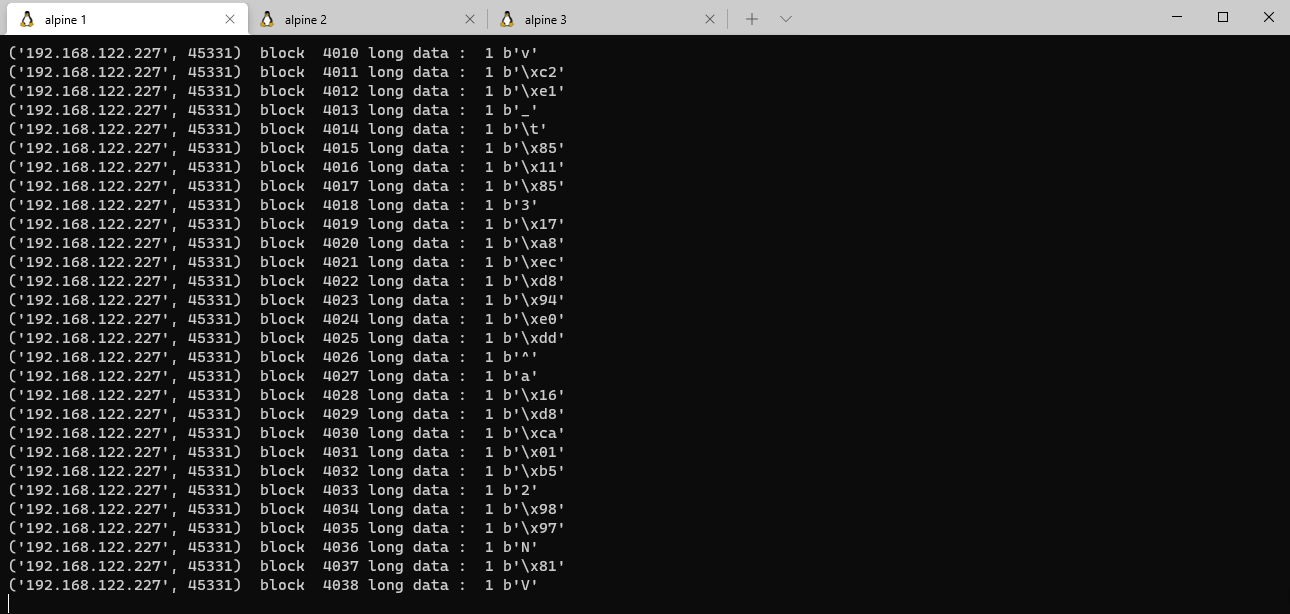 alpine 1 alpine 2 alpine 3
('192.168.122.227', 45331)  block  4010 long data :  1 b'v'
('192.168.122.227', 45331)  block  4011 long data :  1 b'\xc2'
('192.168.122.227', 45331)  block  4012 long data :  1 b'\xe1'
('192.168.122.227', 45331)  block  4013 long data :  1 b'_'
('192.168.122.227', 45331)  block  4014 long data :  1 b'\t'
('192.168.122.227', 45331)  block  4015 long data :  1 b'\x85'
('192.168.122.227', 45331)  block  4016 long data :  1 b'\x11'
('192.168.122.227', 45331)  block  4017 long data :  1 b'\x85'
('192.168.122.227', 45331)  block  4018 long data :  1 b'3'
('192.168.122.227', 45331)  block  4019 long data :  1 b'\x17'
('192.168.122.227', 45331)  block  4020 long data :  1 b'\xa8'
('192.168.122.227', 45331)  block  4021 long data :  1 b'\xec'
('192.168.122.227', 45331)  block  4022 long data :  1 b'\xd8'
('192.168.122.227', 45331)  block  4023 long data :  1 b'\x94'
('192.168.122.227', 45331)  block  4024 long data :  1 b'\xe0'
('192.168.122.227', 45331)  block  4025 long data :  1 b'\xdd'
('192.168.122.227', 45331)  block  4026 long data :  1 b'^'
('192.168.122.227', 45331)  block  4027 long data :  1 b'a'
('192.168.122.227', 45331)  block  4028 long data :  1 b'\x16'
('192.168.122.227', 45331)  block  4029 long data :  1 b'\xd8'
('192.168.122.227', 45331)  block  4030 long data :  1 b'\xca'
('192.168.122.227', 45331)  block  4031 long data :  1 b'\x01'
('192.168.122.227', 45331)  block  4032 long data :  1 b'\xb5'
('192.168.122.227', 45331)  block  4033 long data :  1 b'2'
('192.168.122.227', 45331)  block  4034 long data :  1 b'\x98'
('192.168.122.227', 45331)  block  4035 long data :  1 b'\x97'
('192.168.122.227', 45331)  block  4036 long data :  1 b'N'
('192.168.122.227', 45331)  block  4037 long data :  1 b'\x81'
('192.168.122.227', 45331)  block  4038 long data :  1 b'V'